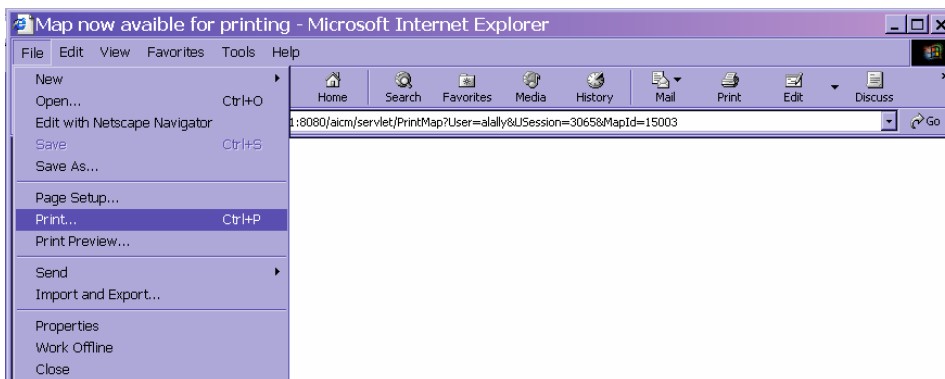 Map now avaible for printing - Microsoft Internet Explorer
File Edit View Favorites Tools Help
New
Open... Ctrl+O
Edit with Netscape Navigator
Save Ctrl+S
Save As...
Page Setup...
Print... Ctrl+P
Print Preview...
Send
Import and Export...
Properties
Work Offline
Close
Home Search Favorites Media History Mail Print Edit Discuss
1:8080/aicm/servlet/PrintMap?User=alally&USession=3065&MapId=15003 Go